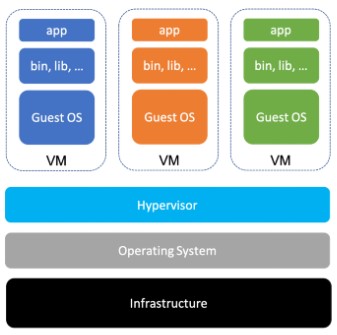 app
app
app
bin, lib, ...
bin, lib, ...
bin, lib, ...
Guest OS
Guest OS
Guest OS
VM
VM
VM
Hypervisor
Operating System
Infrastructure